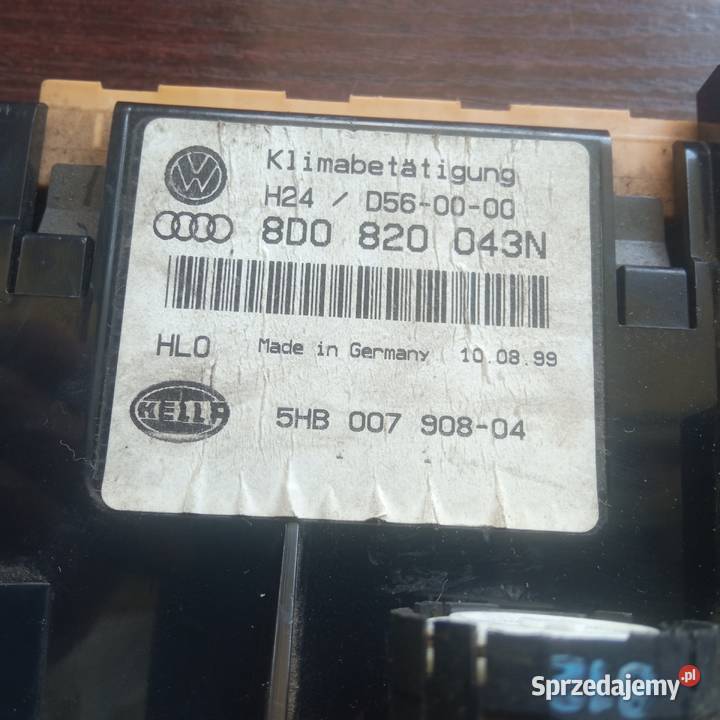 Klimabetätigung
H24 / D56-00-00
8D0 820 043N
HLO Made in Germany 10.08.99
HELLA
5HB 007 908-04
Sprzedajemy.pl